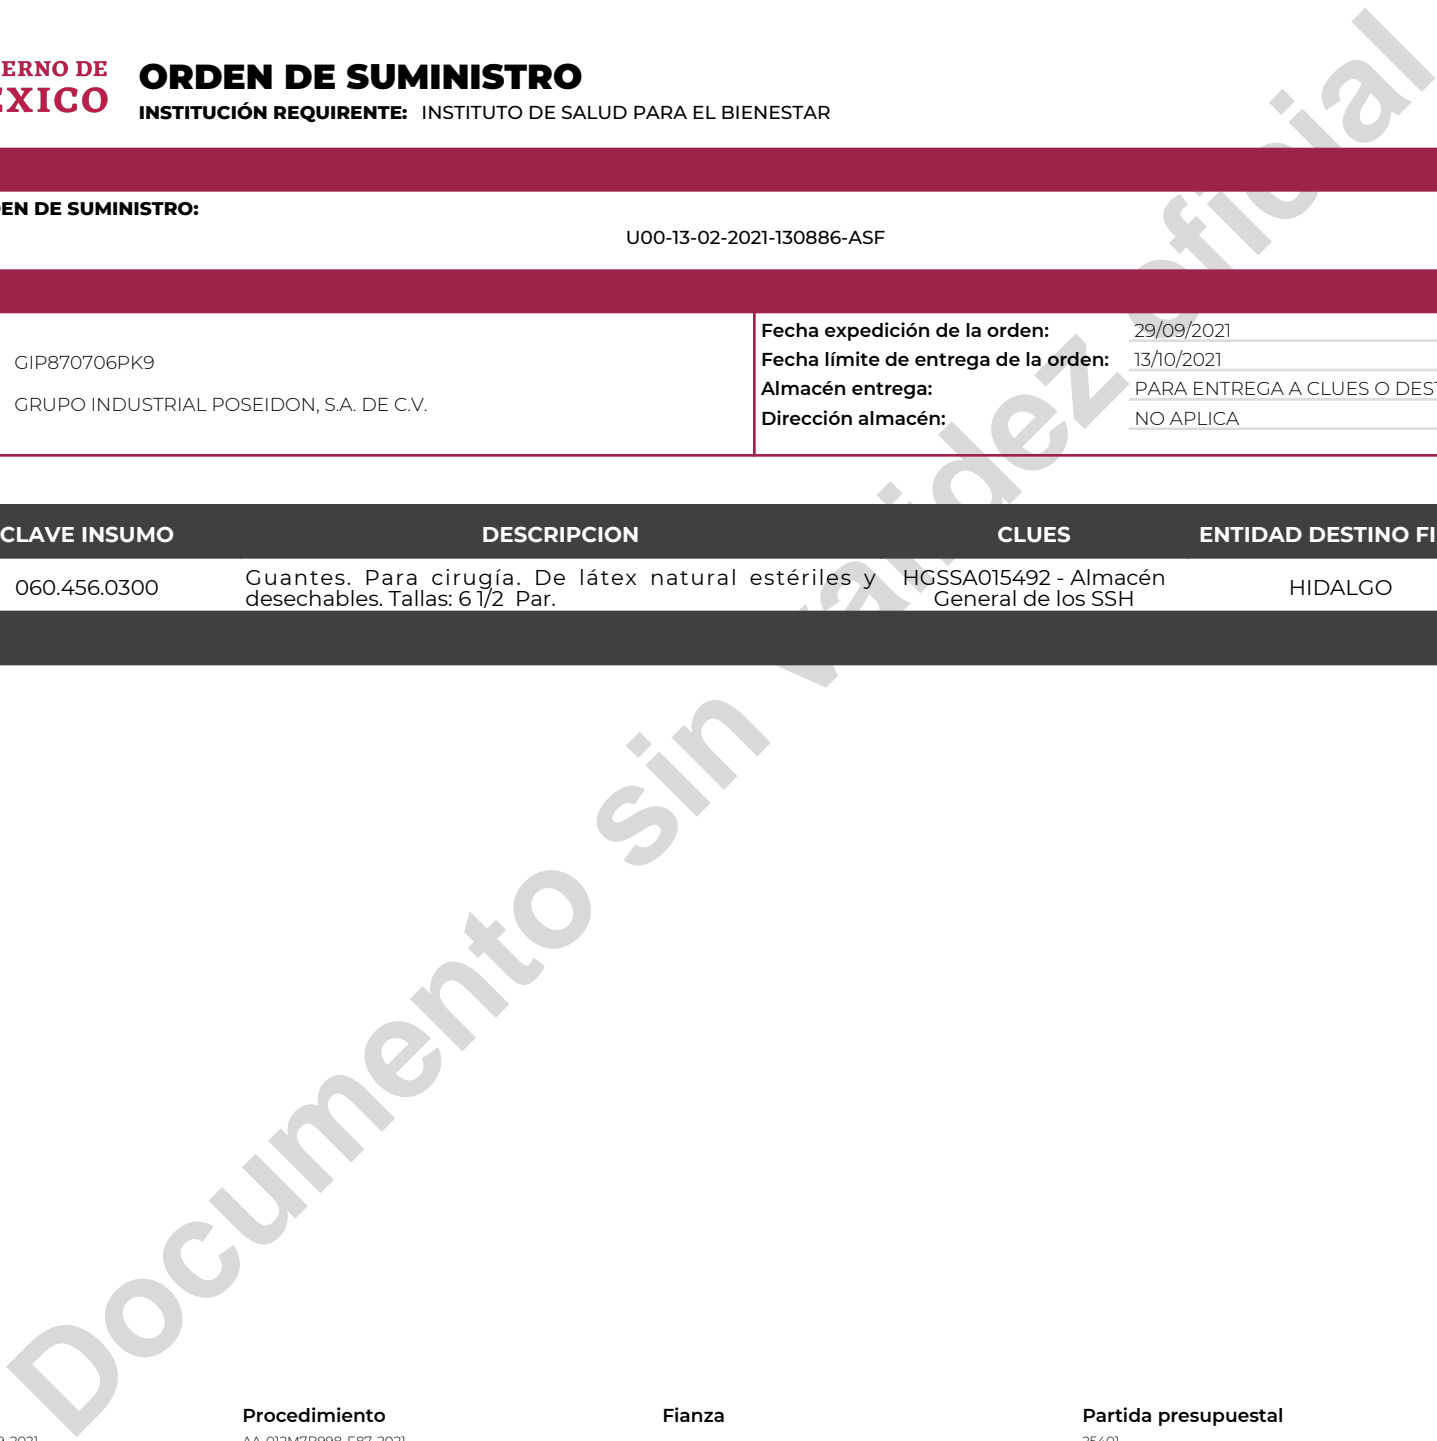 ERNO DE
EXICO
ORDEN DE SUMINISTRO
INSTITUCIÓN REQUIRENTE: INSTITUTO DE SALUD PARA EL BIENESTAR
EN DE SUMINISTRO:
U00-13-02-2021-130886-ASF
GIP870706PK9
GRUPO INDUSTRIAL POSEIDON, S.A. DE C.V.
Fecha expedición de la orden: 29/09/2021
Fecha límite de entrega de la orden: 13/10/2021
Almacén entrega: PARA ENTREGA A CLUES O DEST
Dirección almacén: NO APLICA
CLAVE INSUMO DESCRIPCION CLUES ENTIDAD DESTINO FI
060.456.0300
Guantes. Para cirugía. De látex natural estériles y
desechables. Tallas: 6 1/2 Par.
HGSSA015492 - Almacén
General de los SSH
HIDALGO
Documento sin validez oficial
Procedimiento Fianza Partida presupuestal